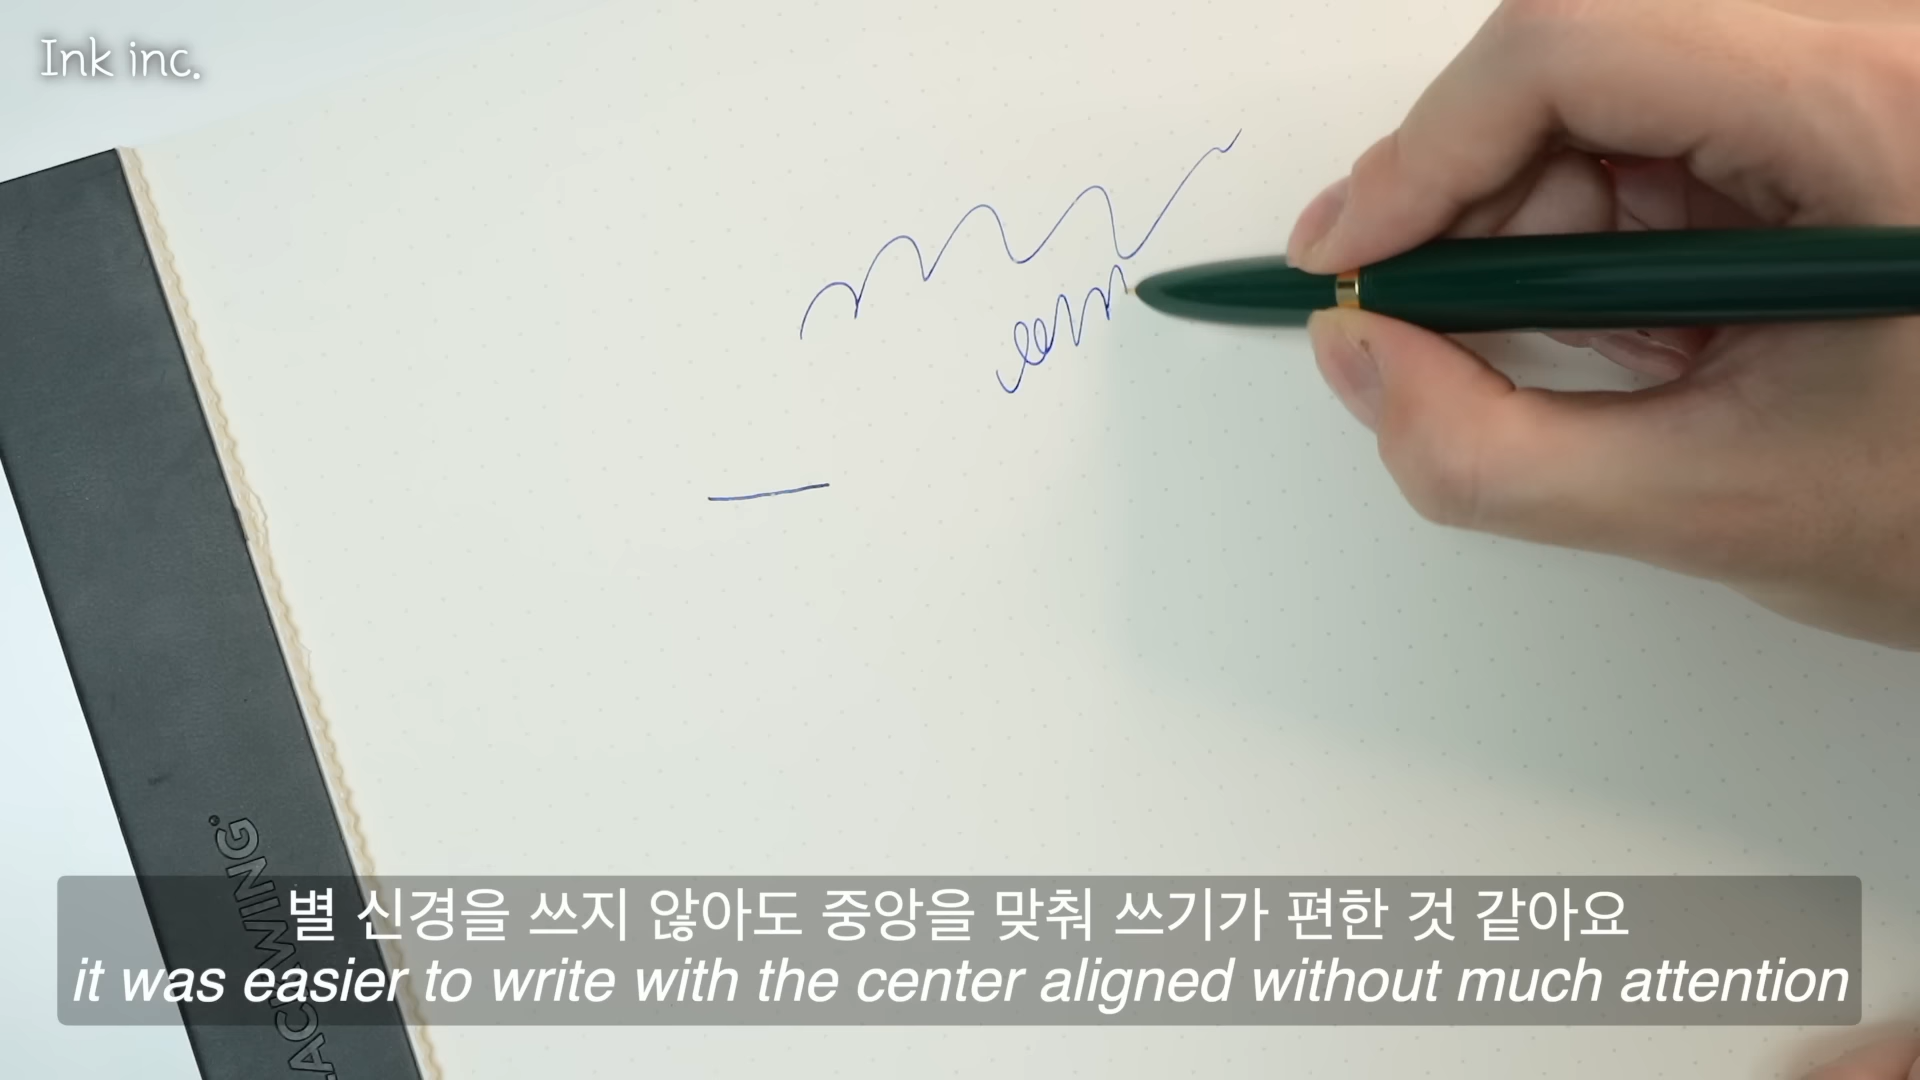 Ink inc.
별 신경을 쓰지 않아도 중앙을 맞춰 쓰기가 편한 것 같아요
it was easier to write with the center aligned without much attention